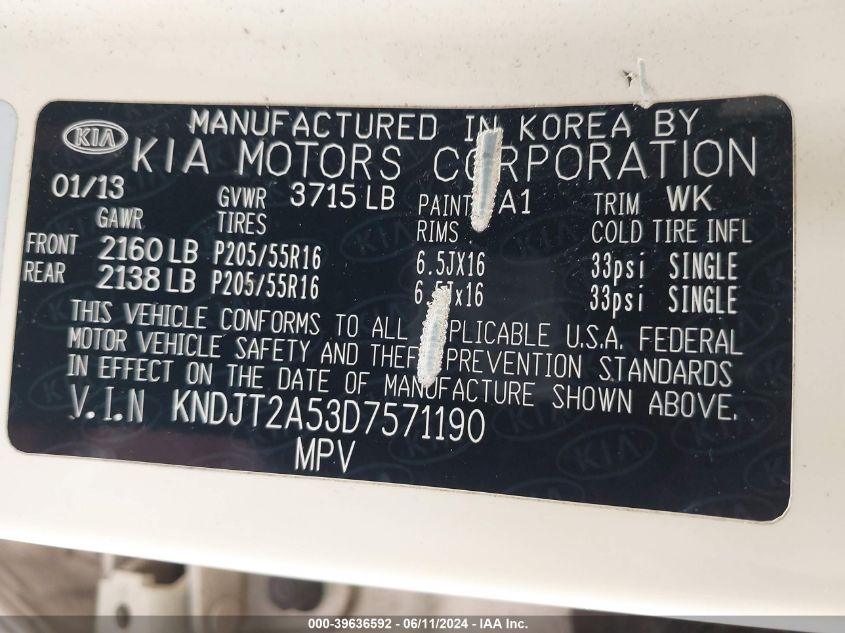 KIA
MANUFACTURED IN KOREA BY
KIA MOTORS CORPORATION
01/13 GVWR 3715 LB PAINT A1 TRIM WK
GAWR TIRES RIMS COLD TIRE INFL
FRONT 2160 LB P205/55R16 6.5JX16 33psi SINGLE
REAR 2138 LB P205/55R16 6.5Jx16 33psi SINGLE
THIS VEHICLE CONFORMS TO ALL APPLICABLE U.S.A. FEDERAL
MOTOR VEHICLE SAFETY AND THEFT PREVENTION STANDARDS
IN EFFECT ON THE DATE OF MANUFACTURE SHOWN ABOVE.
V.I.N KNDJT2A53D7571190
MPV
000-39636592 - 06/11/2024 - IAA Inc.